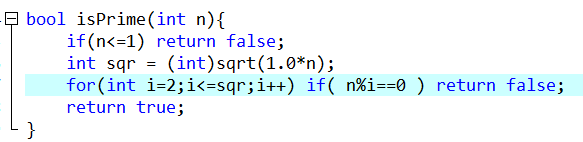 bool isPrime(int n){
if(n<=1) return false;
int sqr = (int)sqrt(1.0*n);
for(int i=2;i<=sqr;i++) if( n%i==0 ) return false;
return true;
}